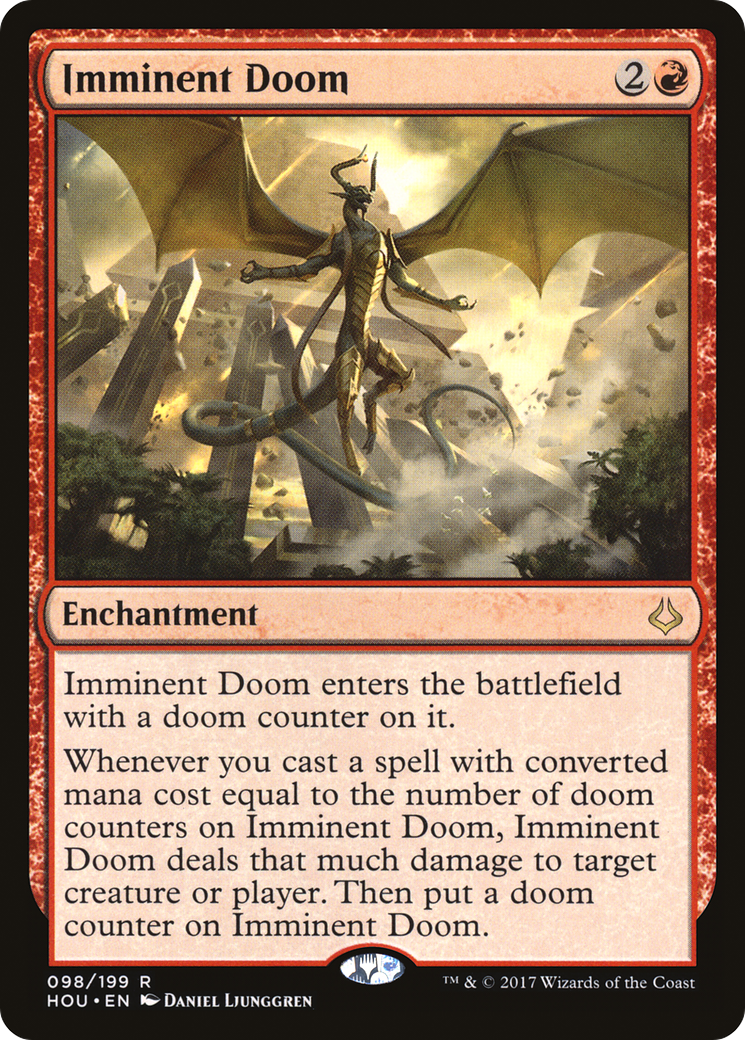 Imminent Doom 2
Enchantment
Imminent Doom enters the battlefield
with a doom counter on it.
Whenever you cast a spell with converted
mana cost equal to the number of doom
counters on Imminent Doom, Imminent
Doom deals that much damage to target
creature or player. Then put a doom
counter on Imminent Doom.
098/199 R
HOU • EN DANIEL LJUNGGREN
™ & © 2017 Wizards of the Coast